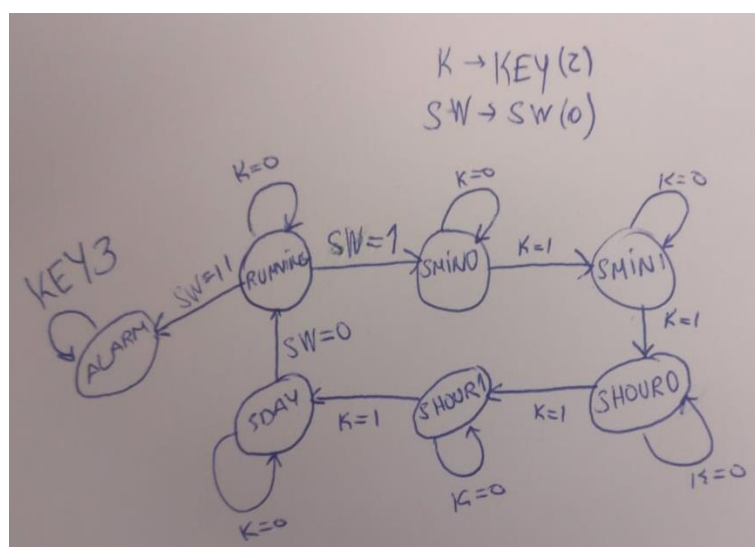 K → KEY(2)
SW → SW(0)
K=0
K=0
K=0
KEY3
SW=11
RUNNING
SW=1
SMIN0
K=1
SMIN1
ALARM
SW=0
K=1
SDAY
K=1
SHOUR1
K=1
SHOUR0
K=0
K=0
K=0